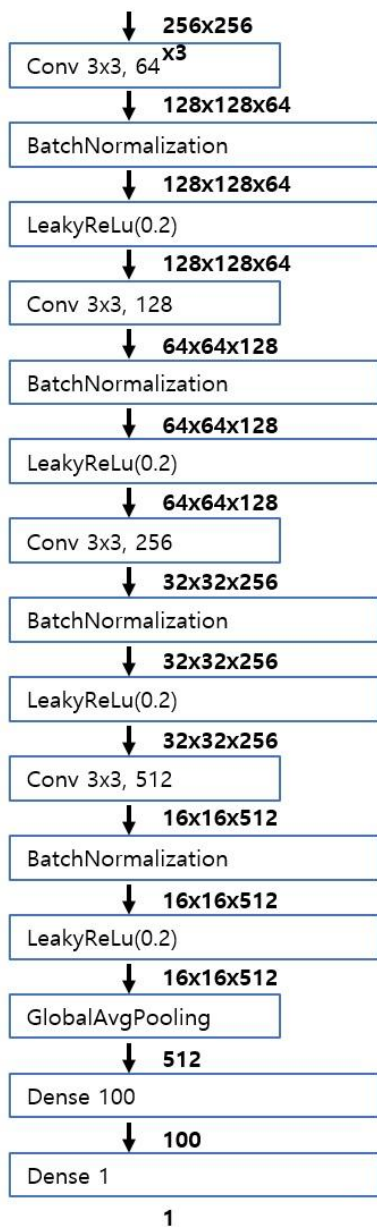 256x256
x3
Conv 3x3, 64
128x128x64
BatchNormalization
128x128x64
LeakyReLu(0.2)
128x128x64
Conv 3x3, 128
64x64x128
BatchNormalization
64x64x128
LeakyReLu(0.2)
64x64x128
Conv 3x3, 256
32x32x256
BatchNormalization
32x32x256
LeakyReLu(0.2)
32x32x256
Conv 3x3, 512
16x16x512
BatchNormalization
16x16x512
LeakyReLu(0.2)
16x16x512
GlobalAvgPooling
512
Dense 100
100
Dense 1
1